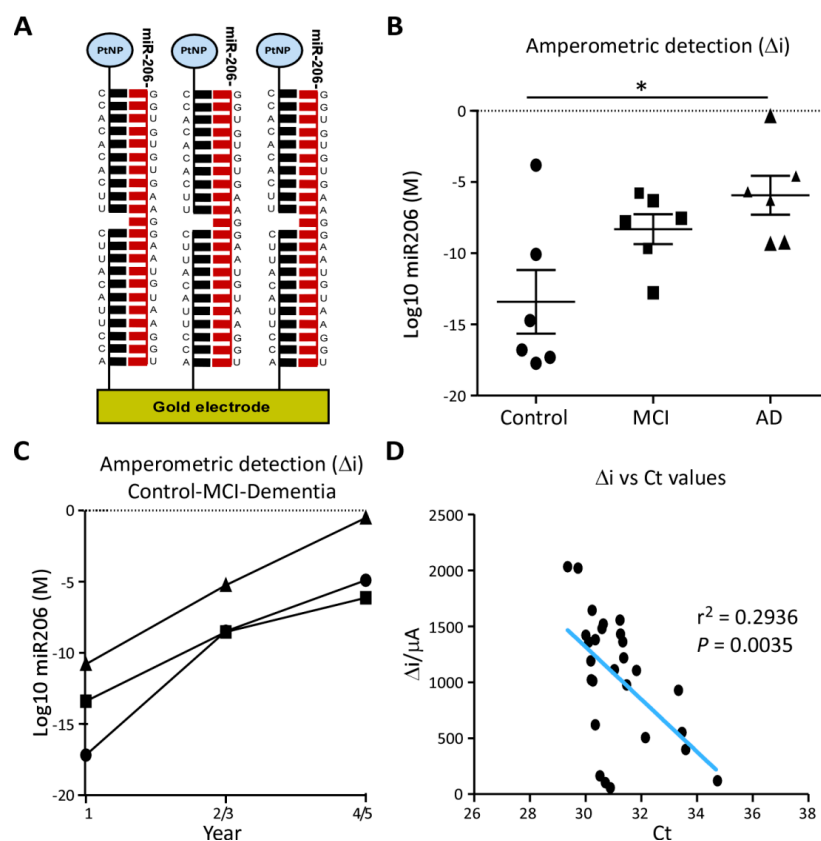 A
PtNP miR-206- PtNP miR-206- PtNP miR-206-
C G C G C G
C G C G C G
A U A U A U
C G C G C G
A U A U A U
C G C G C G
A U A U A U
C G C G C G
U A U A U A
U A U A U A
G G G
C G C G C G
U A U A U A
U A U A U A
A U A U A U
C G C G C G
A U A U A U
U A U A U A
U A U A U A
C G C G C G
C G C G C G
A U A U A U
Gold electrode
B
Amperometric detection (Δi)
*
Log10 miR206 (M)
0
-5
-10
-15
-20
Control MCI AD
C
Amperometric detection (Δi)
Control-MCI-Dementia
Log10 miR206 (M)
0
-5
-10
-15
-20
1 2/3 4/5
Year
D
Δi vs Ct values
Δi/µA
2500
2000
1500
1000
500
0
r² = 0.2936
P = 0.0035
26 28 30 32 34 36 38
Ct